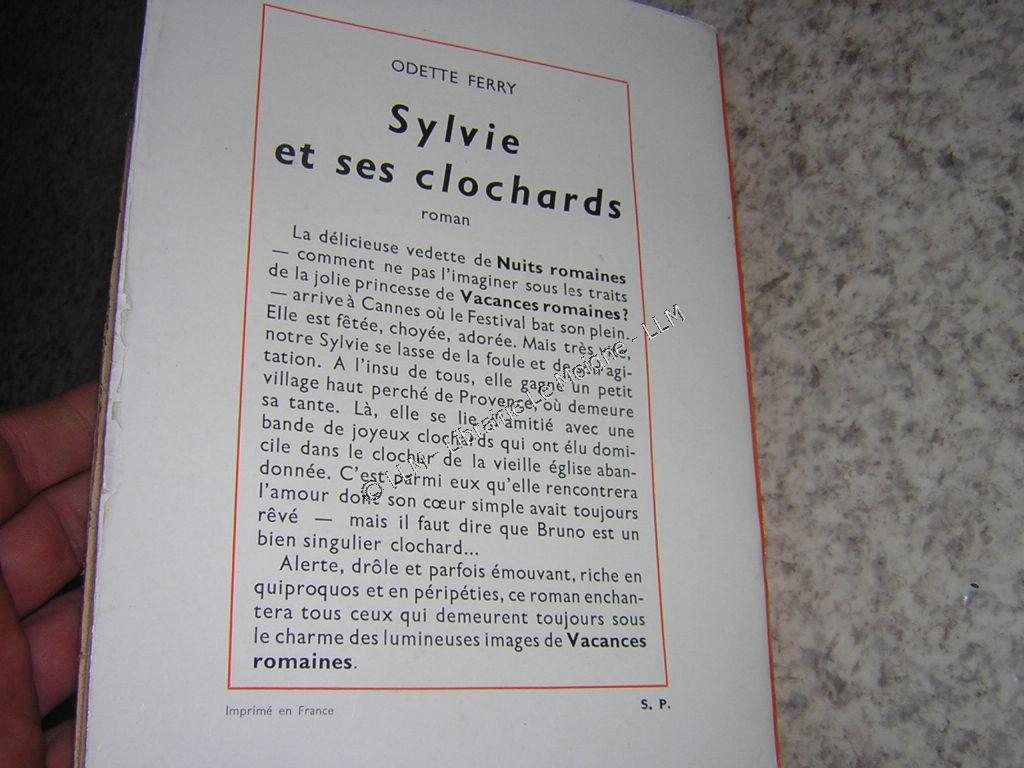 ODETTE FERRY
Sylvie
et ses clochards
roman
La délicieuse vedette de Nuits romaines
— comment ne pas l'imaginer sous les traits
de la jolie princesse de Vacances romaines?
— arrive à Cannes où le Festival bat son plein.
Elle est fêtée, choyée, adorée. Mais très vite,
notre Sylvie se lasse de la foule et de son agi-
tation. A l'insu de tous, elle gagne un petit
village haut perché de Provence, où demeure
sa tante. Là, elle se lie d'amitié avec une
bande de joyeux clochards qui ont élu domi-
cile dans le clocher de la vieille église aban-
donnée. C'est parmi eux qu'elle rencontrera
l'amour dont son cœur simple avait toujours
rêvé — mais il faut dire que Bruno est un
bien singulier clochard...
Alerte, drôle et parfois émouvant, riche en
quiproquos et en péripéties, ce roman enchan-
tera tous ceux qui demeurent toujours sous
le charme des lumineuses images de Vacances
romaines.
Imprimé en France
S. P.
© LLM - Librairie Le Moigne - LLM